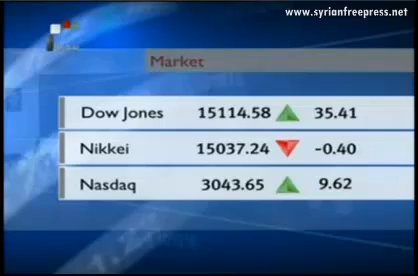 www.syrianfreepress.net
Market
Dow Jones 15114.58 35.41
Nikkei 15037.24 -0.40
Nasdaq 3043.65 9.62